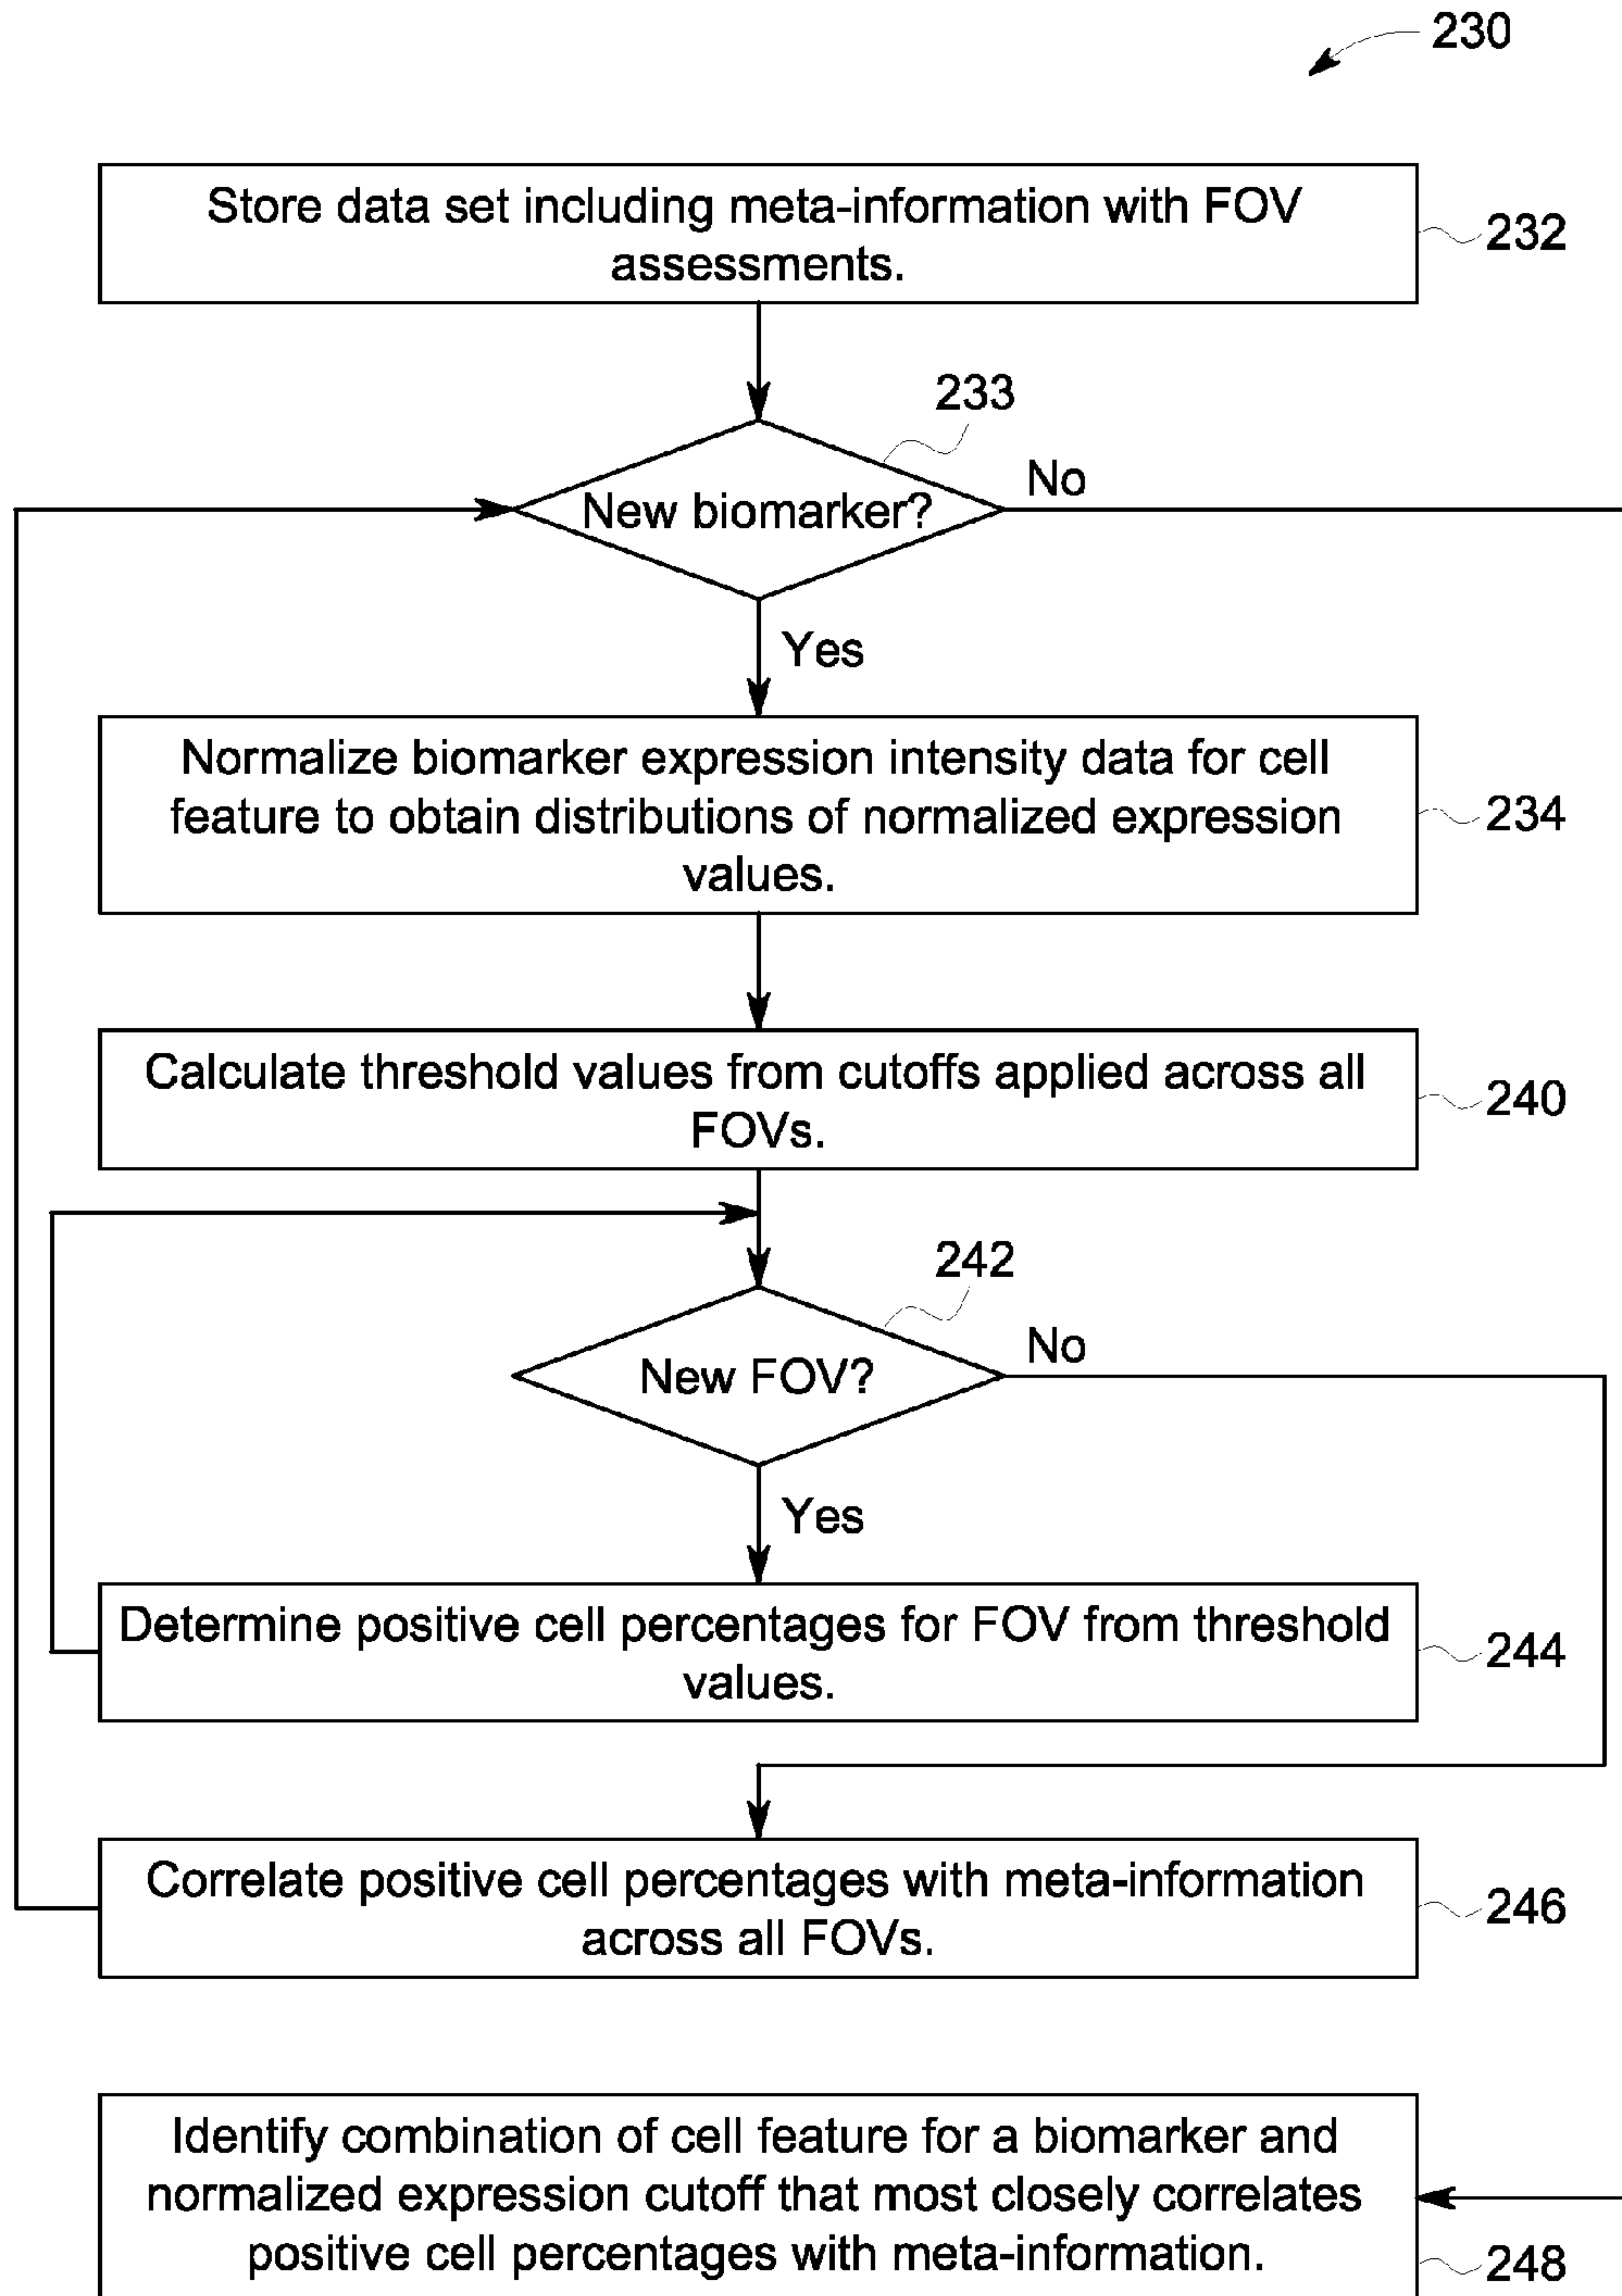 230
Store data set including meta-information with FOV
assessments.
232
233
New biomarker?
No
Yes
Normalize biomarker expression intensity data for cell
feature to obtain distributions of normalized expression
values.
234
Calculate threshold values from cutoffs applied across all
FOVs.
240
242
New FOV?
No
Yes
Determine positive cell percentages for FOV from threshold
values.
244
Correlate positive cell percentages with meta-information
across all FOVs.
246
Identify combination of cell feature for a biomarker and
normalized expression cutoff that most closely correlates
positive cell percentages with meta-information.
248